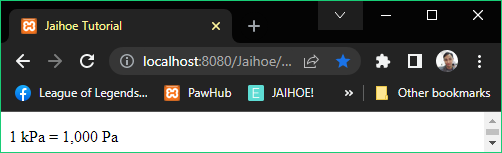 Jaihoe Tutorial
localhost:8080/Jaihoe/...
League of Legends...
PawHub
E JAIHOE!
»
Other bookmarks
1 kPa = 1,000 Pa